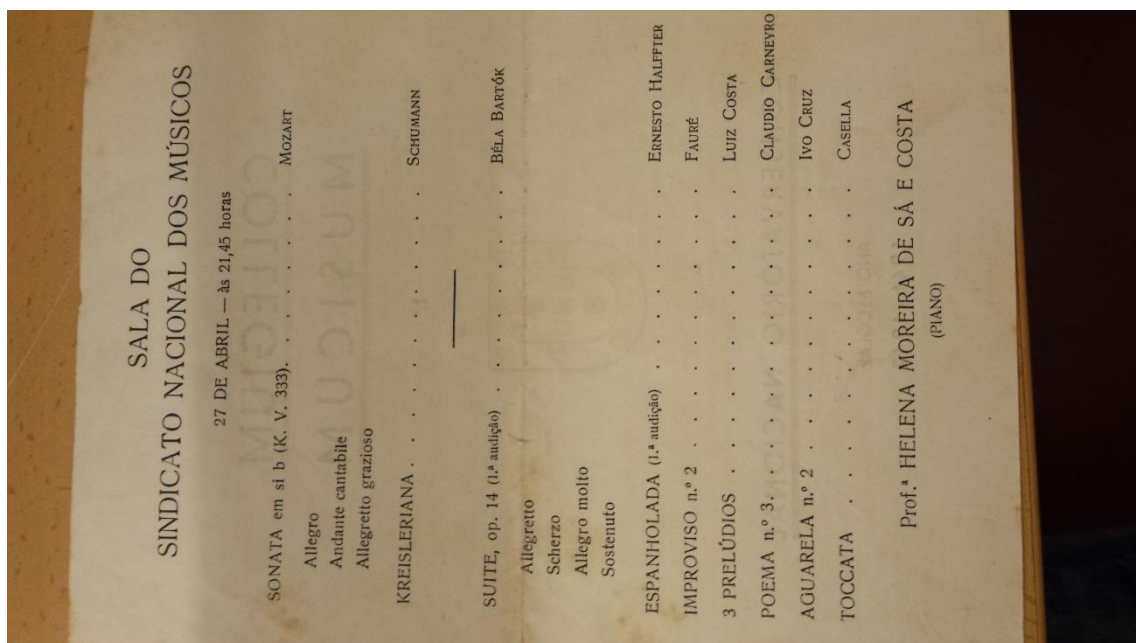 SALA DO
SINDICATO NACIONAL DOS MÚSICOS
27 DE ABRIL — às 21,45 horas
SONATA em si b (K. V. 333). . . . . . . . . MOZART
Allegro
Andante cantabile
Allegretto grazioso
KREISLERIANA . . . . . . . . . . . SCHUMANN
SUITE, op. 14 (1.ª audição) . . . . . . . . BÉLA BARTÓK
Allegretto
Scherzo
Allegro molto
Sostenuto
ESPANHOLADA (1.ª audição) . . . . . . . ERNESTO HALFFTER
IMPROVISO n.º 2 . . . . . . . . . . FAURÉ
3 PRELÚDIOS . . . . . . . . . . . LUIZ COSTA
POEMA n.º 3. . . . . . . . . . . CLAUDIO CARNEYRO
AGUARELA n.º 2 . . . . . . . . . . IVO CRUZ
TOCCATA . . . . . . . . . . . . CASELLA
Prof.ª HELENA MOREIRA DE SÁ E COSTA
(PIANO)